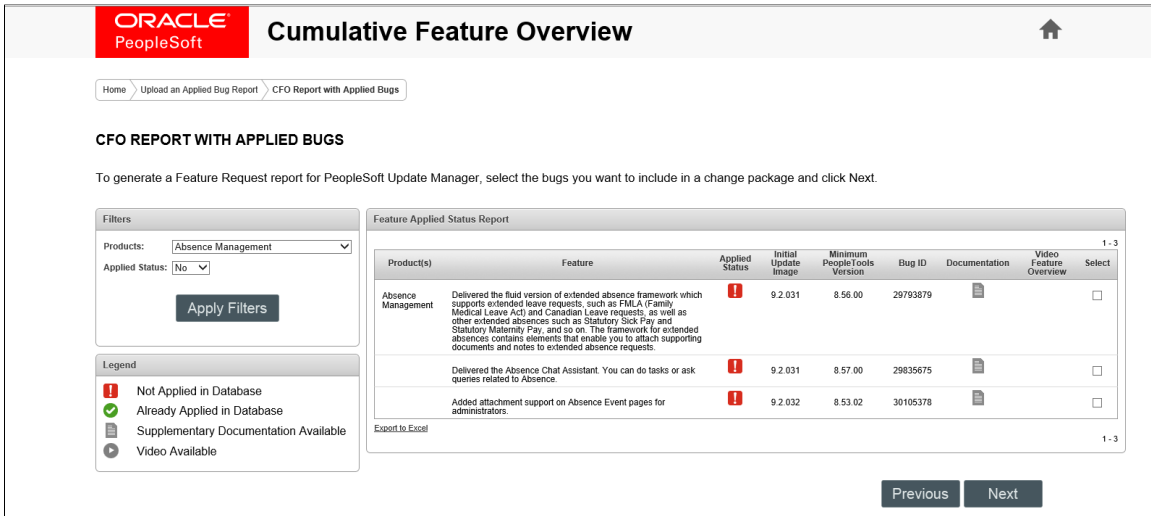 ORACLE
PeopleSoft
Cumulative Feature Overview
Home
Upload an Applied Bug Report
CFO Report with Applied Bugs
CFO REPORT WITH APPLIED BUGS
To generate a Feature Request report for PeopleSoft Update Manager, select the bugs you want to include in a change package and click Next.
Filters
Products: Absence Management
Applied Status: No
Apply Filters
Legend
Not Applied in Database
Already Applied in Database
Supplementary Documentation Available
Video Available
Feature Applied Status Report
1 - 3
Product(s)
Feature
Applied
Status
Initial
Update
Image
Minimum
PeopleTools
Version
Bug ID
Documentation
Video
Feature
Overview
Select
Absence
Management
Delivered the fluid version of extended absence framework which
supports extended leave requests, such as FMLA (Family
Medical Leave Act) and Canadian Leave requests, as well as
other extended absences such as Statutory Sick Pay and
Statutory Maternity Pay, and so on. The framework for extended
absences contains elements that enable you to attach supporting
documents and notes to extended absence requests.
9.2.031
8.56.00
29793879
Delivered the Absence Chat Assistant. You can do tasks or ask
queries related to Absence.
9.2.031
8.57.00
29835675
Added attachment support on Absence Event pages for
administrators.
9.2.032
8.53.02
30105378
Export to Excel
1 - 3
Previous
Next